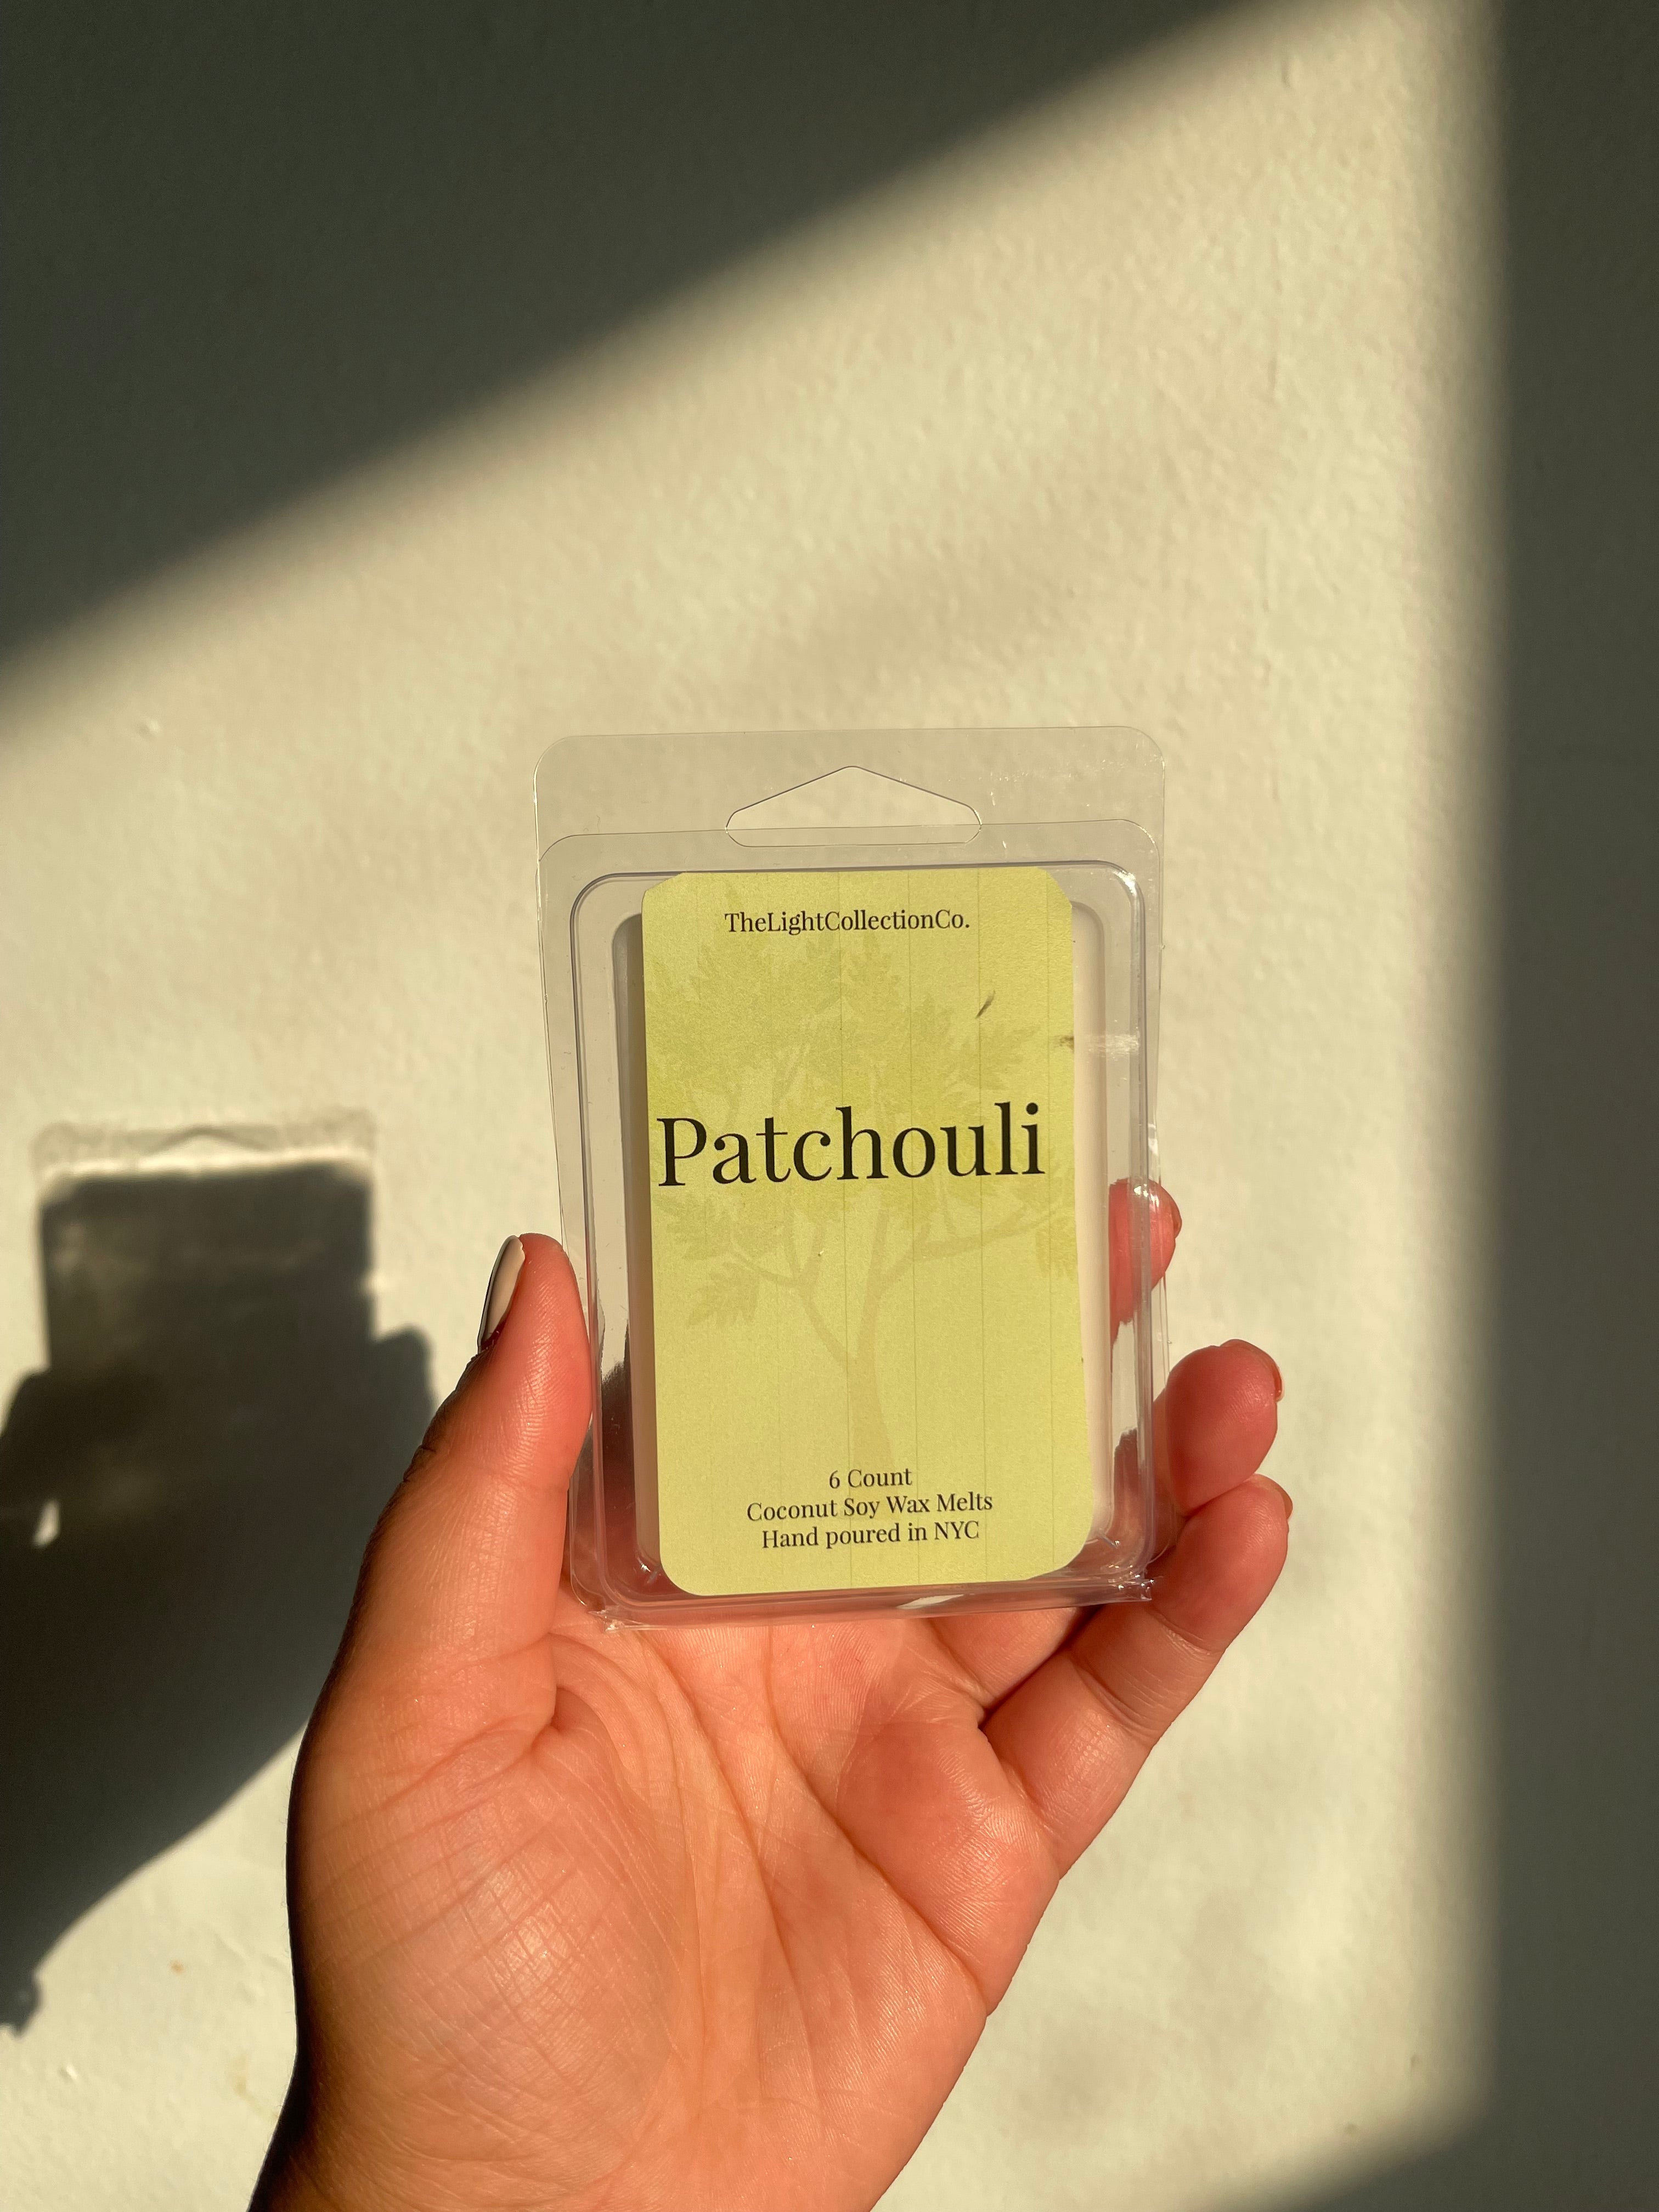 TheLightCollectionCo.
Patchouli
6 Count
Coconut Soy Wax Melts
Hand poured in NYC